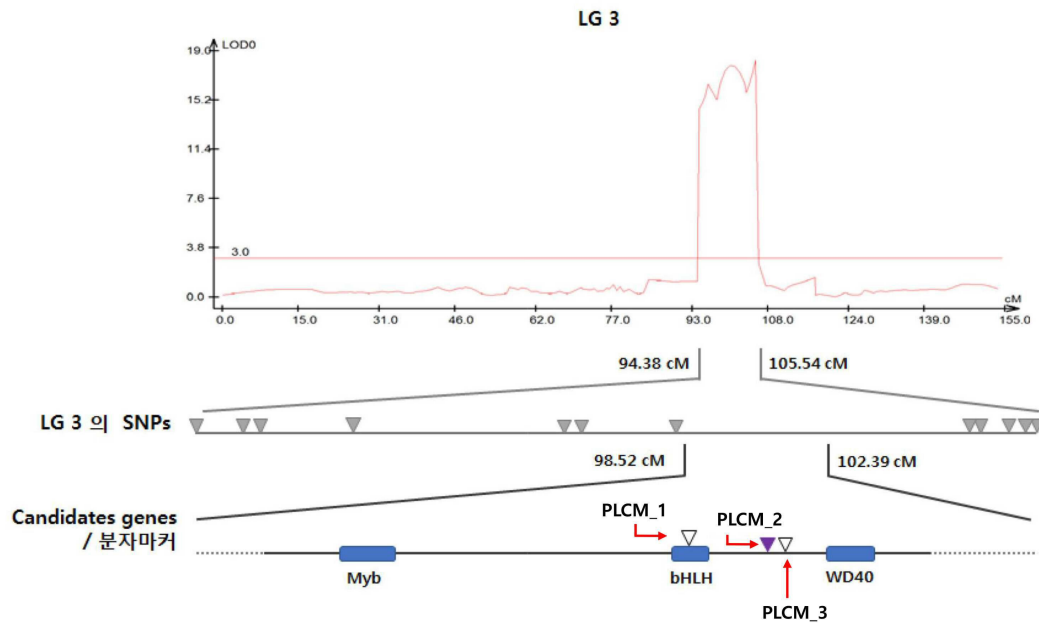 LG 3
LOD0
19.0
15.2
11.4
7.6
3.8
3.0
0.0
cM
0.0 15.0 31.0 46.0 62.0 77.0 93.0 108.0 124.0 139.0 155.0
94.38 cM 105.54 cM
LG 3 의 SNPs
98.52 cM 102.39 cM
Candidates genes
/ 분자마커
PLCM_1 PLCM_2
Myb bHLH WD40
PLCM_3